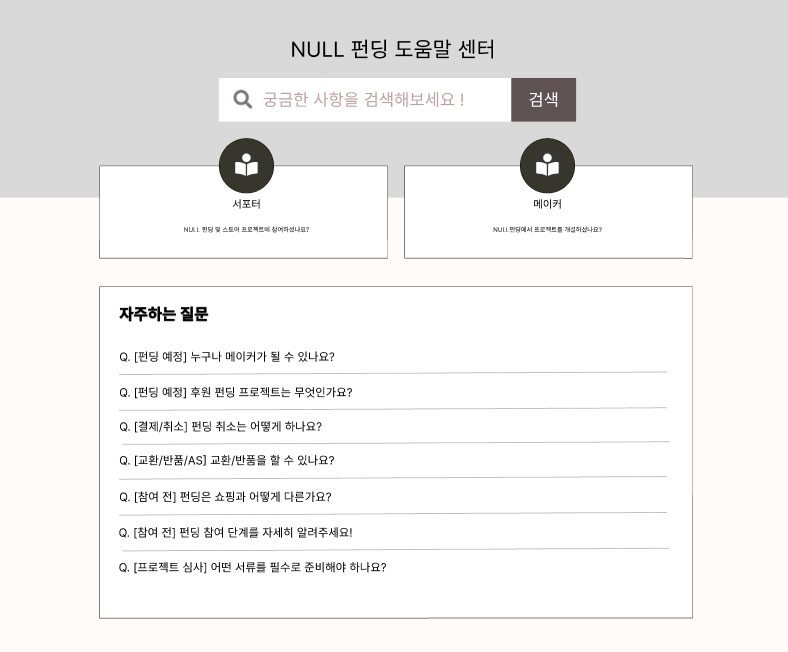 NULL 펀딩 도움말 센터
궁금한 사항을 검색해보세요 !
검색
서포터
메이커
NULL 펀딩 및 스토어 프로젝트에 참여하셨나요?
NULL펀딩에서 프로젝트를 개설하셨나요?
자주하는 질문
Q. [펀딩 예정] 누구나 메이커가 될 수 있나요?
Q. [펀딩 예정] 후원 펀딩 프로젝트는 무엇인가요?
Q. [결제/취소] 펀딩 취소는 어떻게 하나요?
Q. [교환/반품/AS] 교환/반품을 할 수 있나요?
Q. [참여 전] 펀딩은 쇼핑과 어떻게 다른가요?
Q. [참여 전] 펀딩 참여 단계를 자세히 알려주세요!
Q. [프로젝트 심사] 어떤 서류를 필수로 준비해야 하나요?